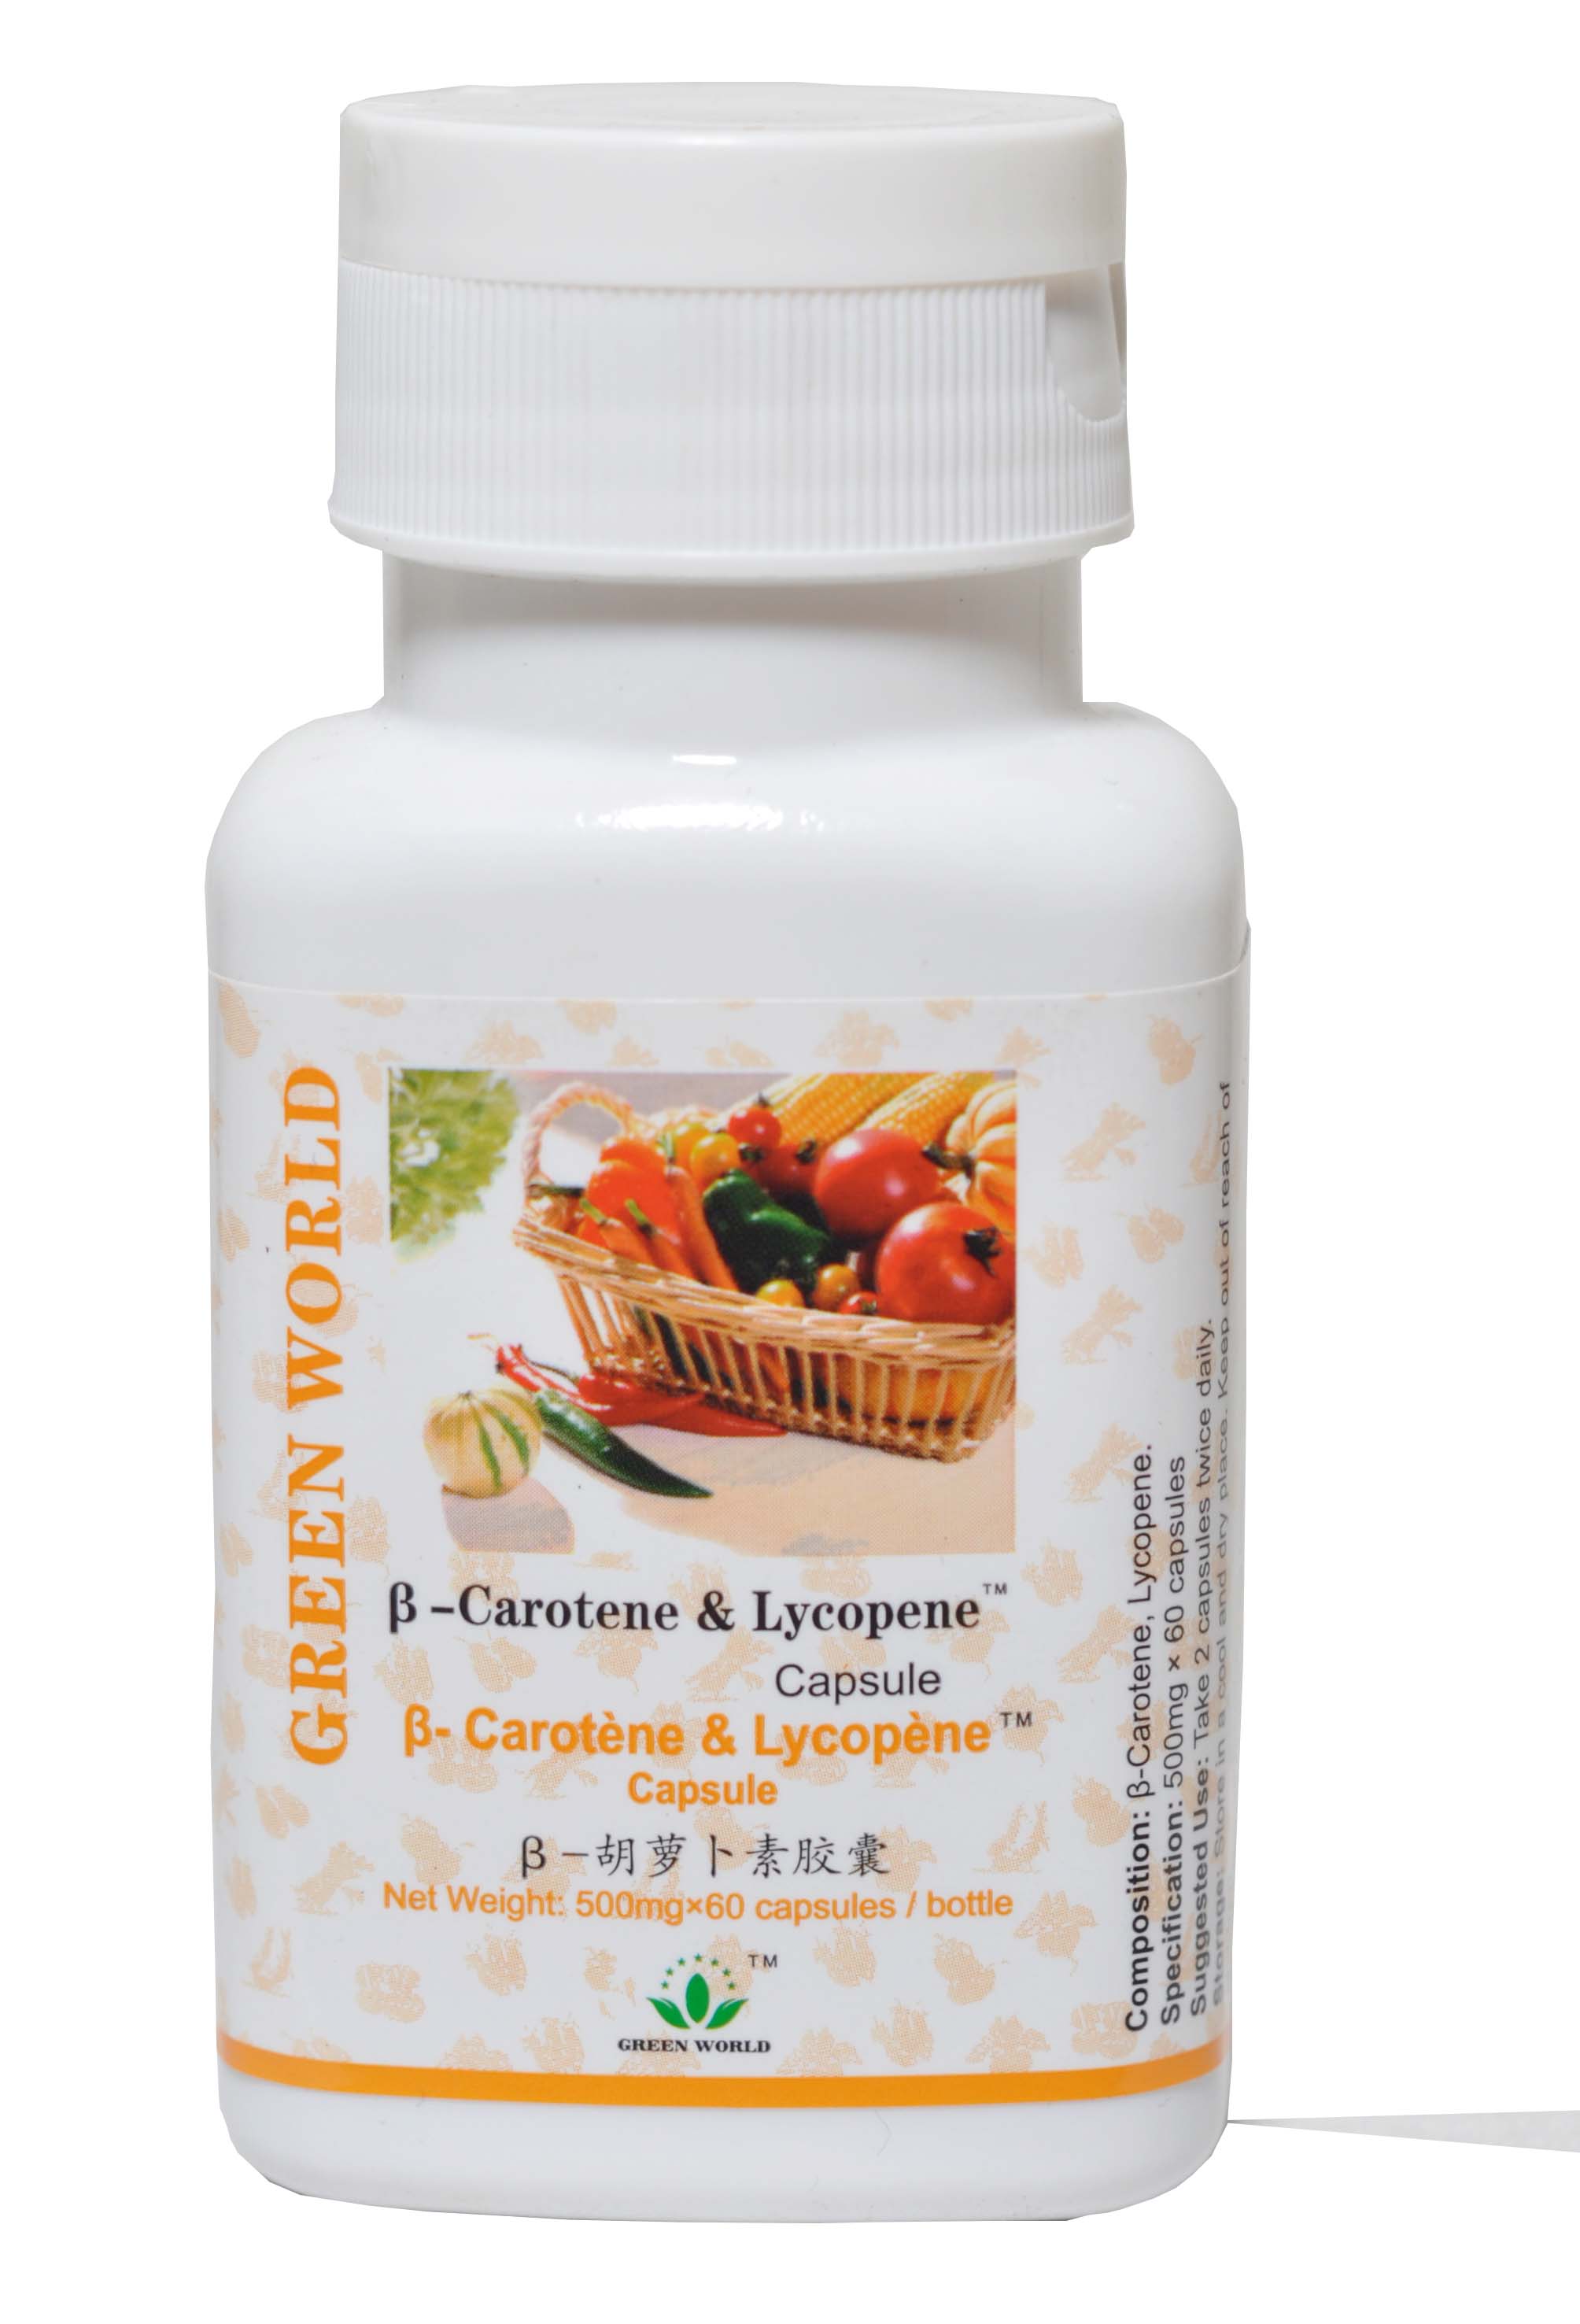 GREEN WORLD
β-Carotene & Lycopene™
Capsule
β- Carotène & Lycopène™
Capsule
β-胡萝卜素胶囊
Net Weight: 500mg×60 capsules / bottle
TM
GREEN WORLD
Composition: β-Carotene, Lycopene.
Specification: 500mg × 60 capsules
Suggested Use: Take 2 capsules twice daily.
Storage: Store in a cool and dry place. Keep out of reach of